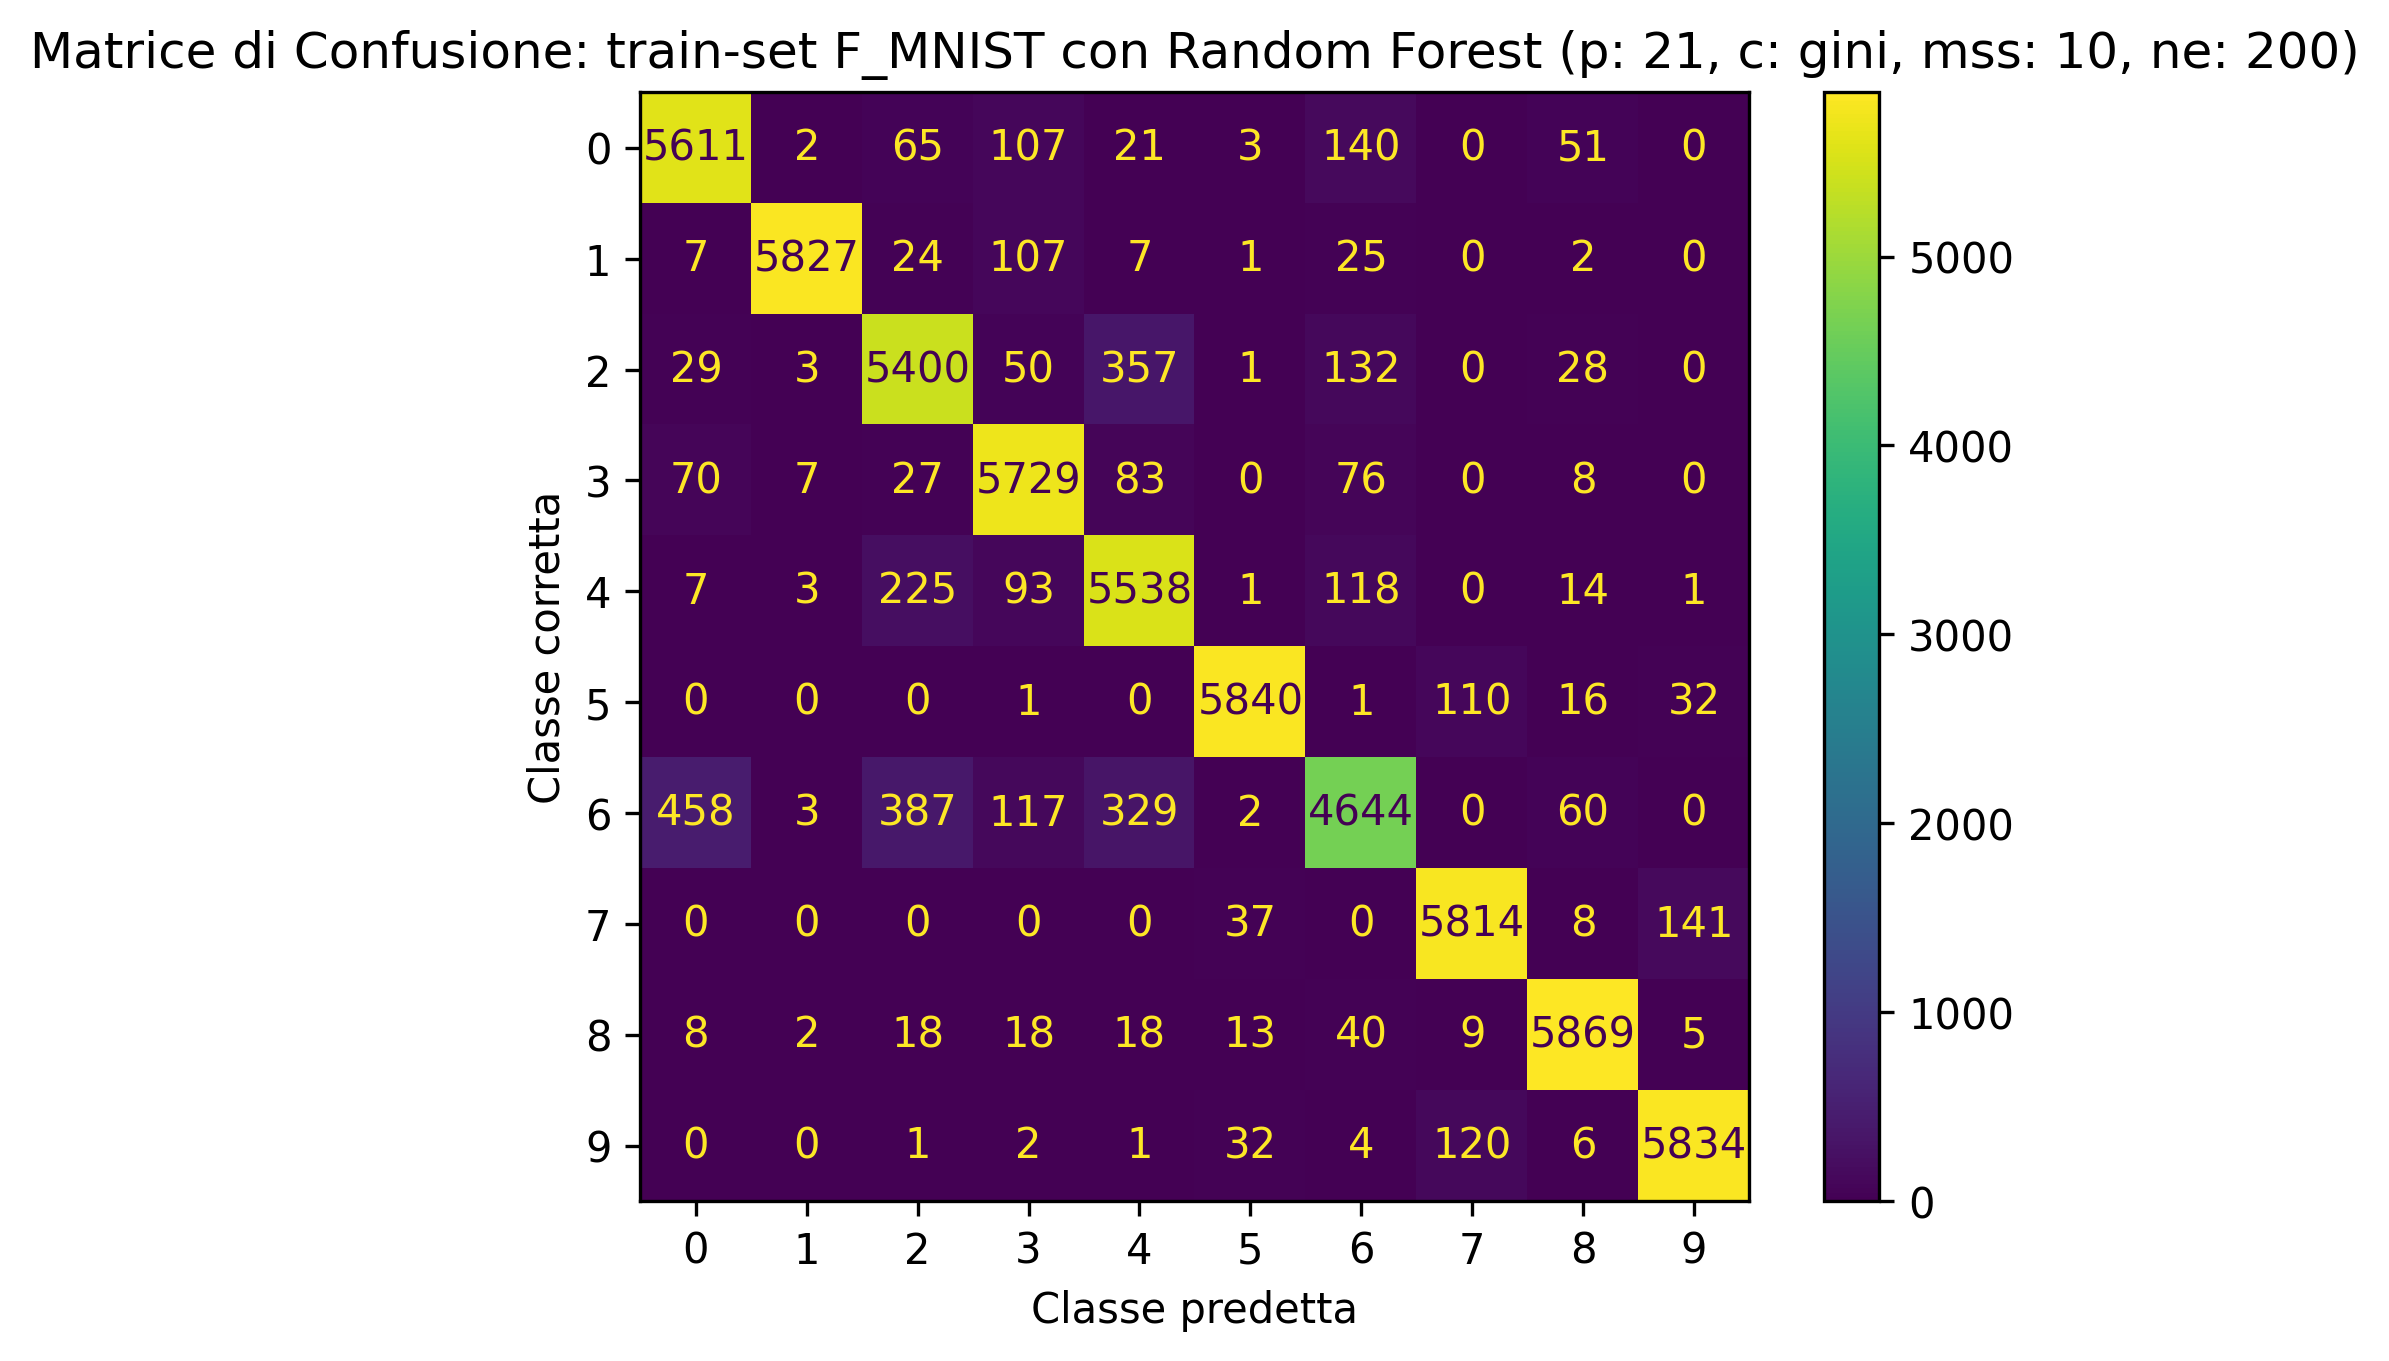 Matrice di Confusione: train-set F_MNIST con Random Forest (p: 21, c: gini, mss: 10, ne: 200)
0 5611 2 65 107 21 3 140 0 51 0
1 7 5827 24 107 7 1 25 0 2 0
2 29 3 5400 50 357 1 132 0 28 0
3 70 7 27 5729 83 0 76 0 8 0
4 7 3 225 93 5538 1 118 0 14 1
5 0 0 0 1 0 5840 1 110 16 32
6 458 3 387 117 329 2 4644 0 60 0
7 0 0 0 0 0 37 0 5814 8 141
8 8 2 18 18 18 13 40 9 5869 5
9 0 0 1 2 1 32 4 120 6 5834
0 1 2 3 4 5 6 7 8 9
Classe predetta
Classe corretta
5000
4000
3000
2000
1000
0